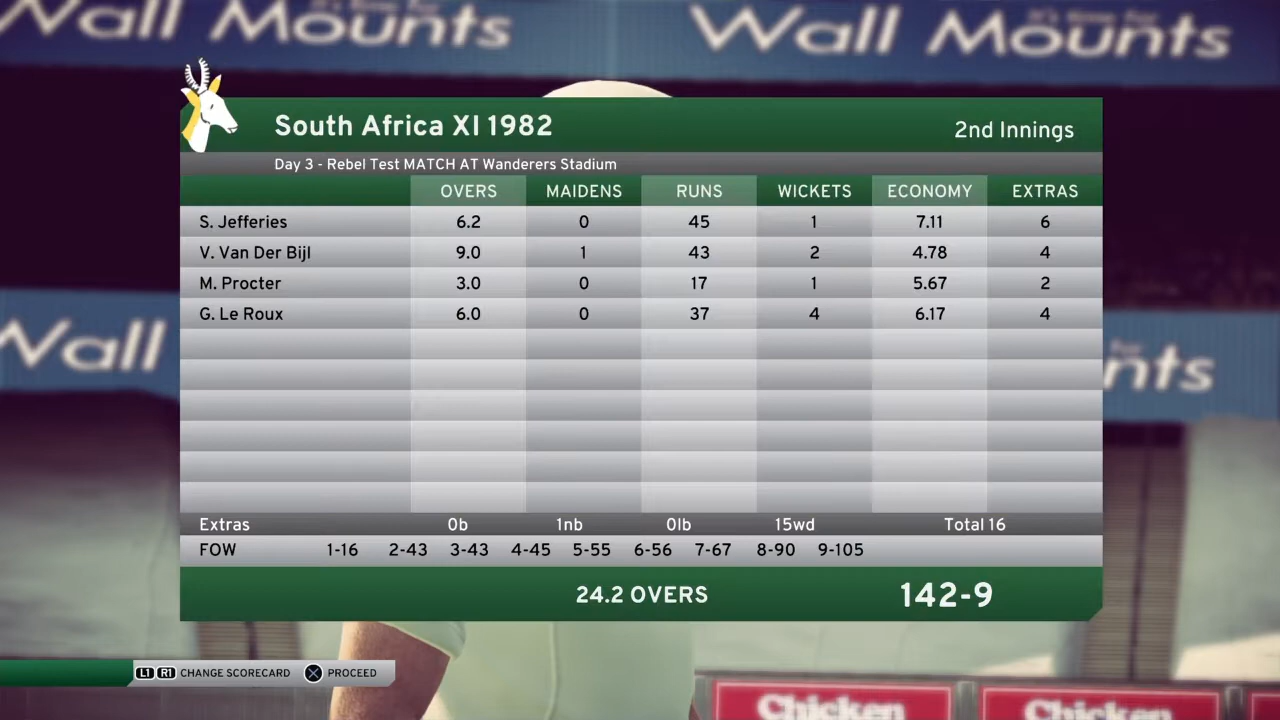 Wall Mounts
It's time for
Wall Mounts
South Africa XI 1982
2nd Innings
Day 3 - Rebel Test MATCH AT Wanderers Stadium
OVERS MAIDENS RUNS WICKETS ECONOMY EXTRAS
S. Jefferies 6.2 0 45 1 7.11 6
V. Van Der Bijl 9.0 1 43 2 4.78 4
M. Procter 3.0 0 17 1 5.67 2
G. Le Roux 6.0 0 37 4 6.17 4
Wall
for
nts
Extras 0b 1nb 0lb 15wd Total 16
FOW 1-16 2-43 3-43 4-45 5-55 6-56 7-67 8-90 9-105
24.2 OVERS 142-9
L1 R1 CHANGE SCORECARD PROCEED
Chicken Chicken